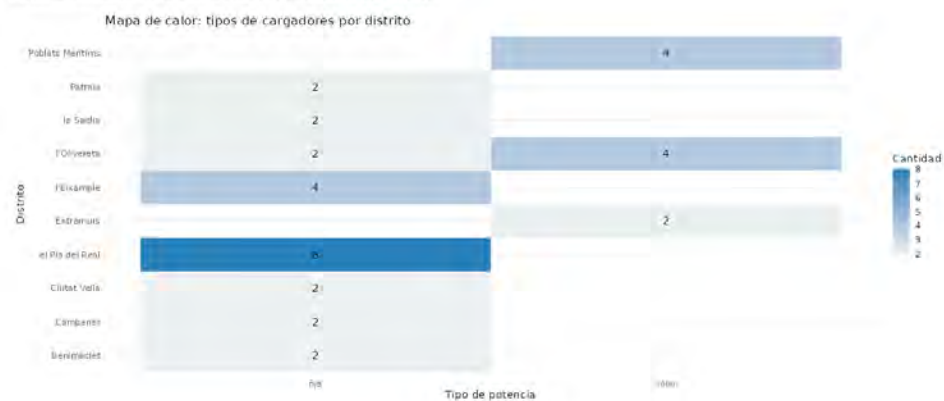 Mapa de calor: tipos de cargadores por distrito
Poblats Marítims
4
Patraix
2
la Saïdia
2
l'Olivereta
2
4
l'Eixample
4
Extramurs
2
el Pla del Real
8
Ciutat Vella
2
Campanar
2
Benimaclet
2
Distrito
Tipo de potencia
Cantidad
8
7
6
5
4
3
2